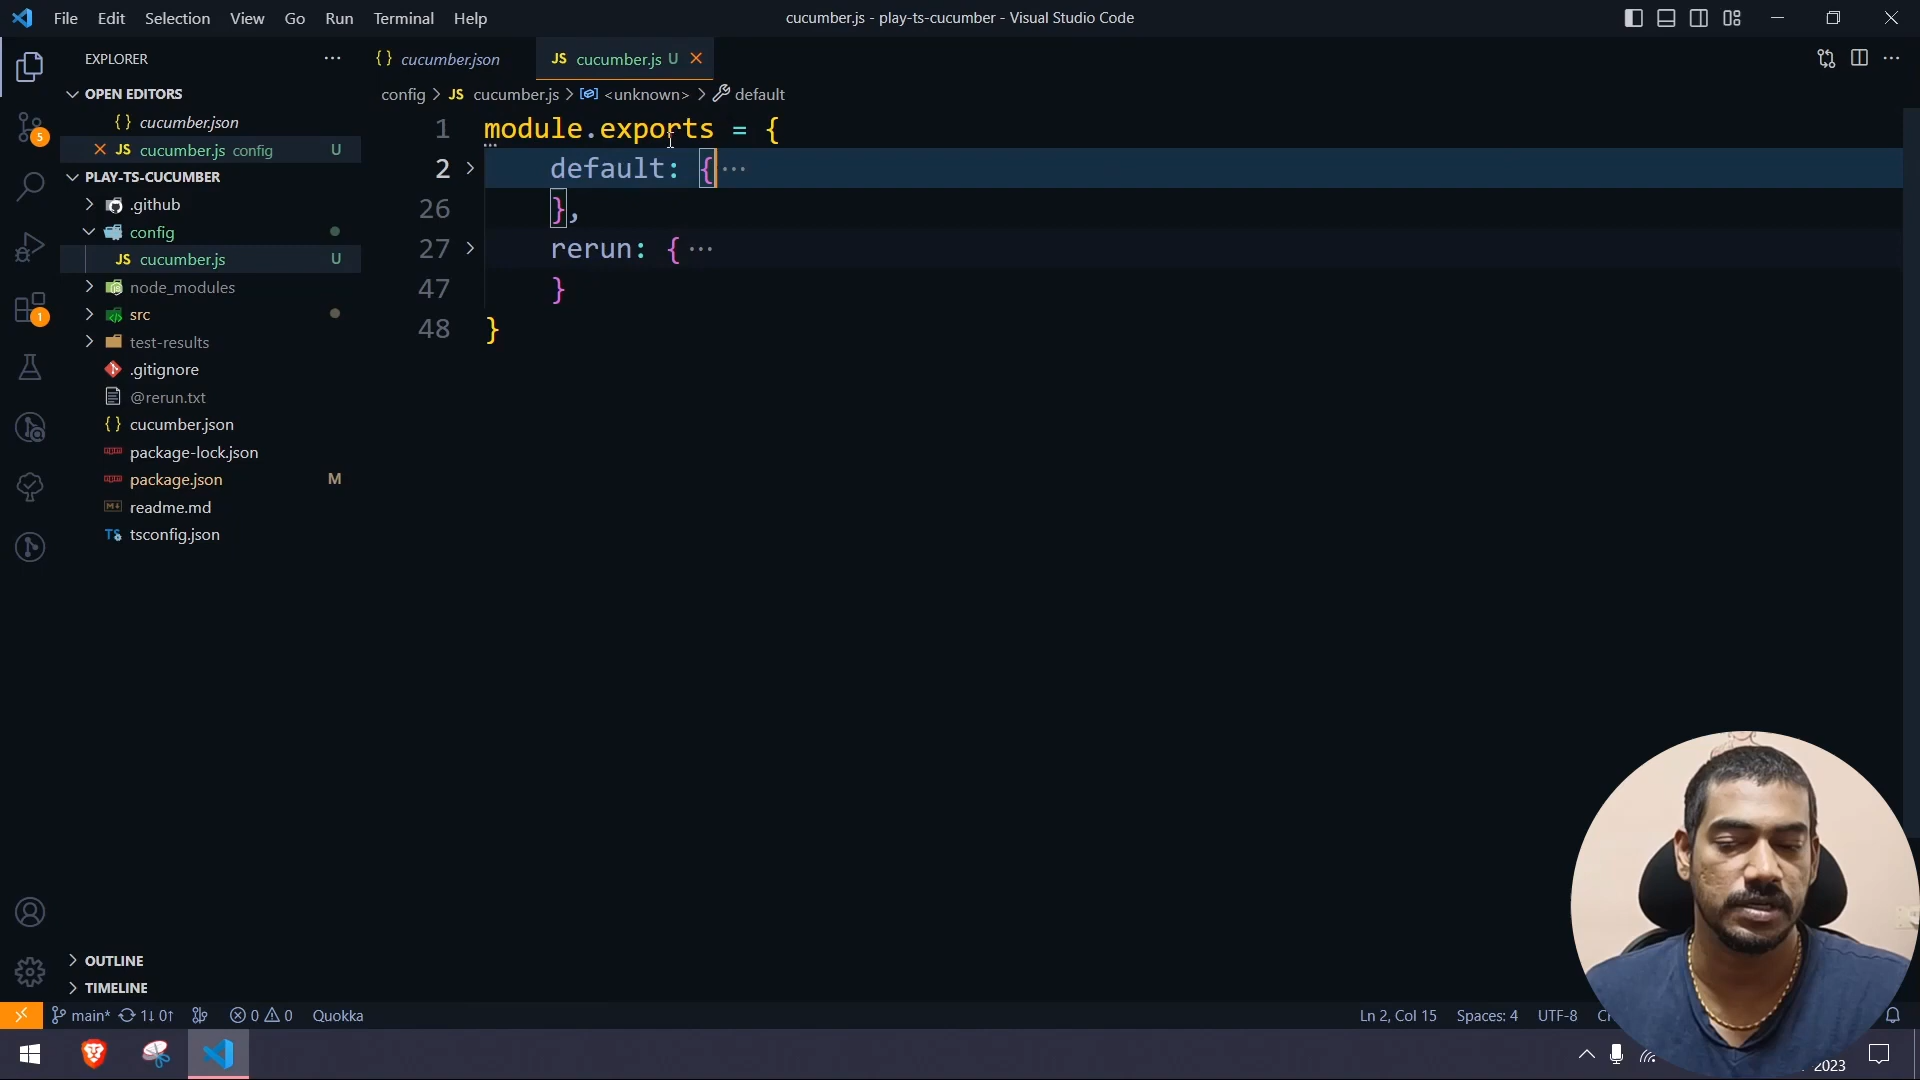 File Edit Selection View Go Run Terminal Help
cucumber.js - play-ts-cucumber - Visual Studio Code
EXPLORER
{} cucumber.json
JS cucumber.js U
OPEN EDITORS
config > JS cucumber.js > <unknown> > default
{} cucumber.json
JS cucumber.js config U
PLAY-TS-CUCUMBER
.github
config
JS cucumber.js U
node_modules
src
test-results
.gitignore
@rerun.txt
{} cucumber.json
package-lock.json
package.json M
readme.md
TS tsconfig.json
5
1
1 module.exports = {
2 default: {···
26 },
27 rerun: {···
47 }
48 }
OUTLINE
TIMELINE
main* 1↓ 0↑ 0 0 Quokka
Ln 2, Col 15 Spaces: 4 UTF-8
2023